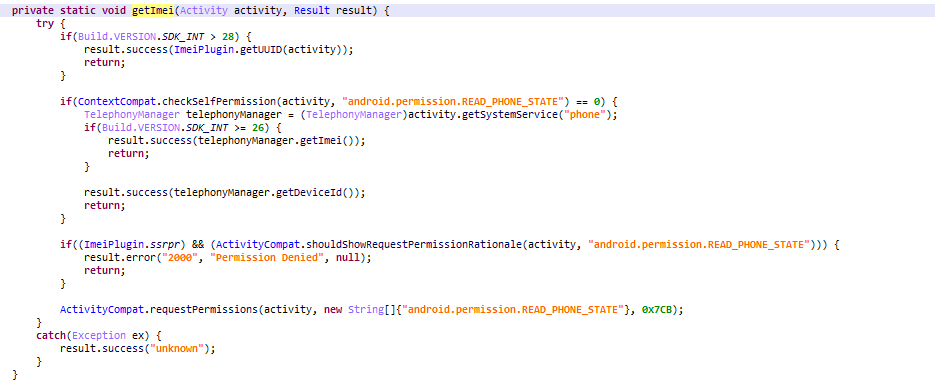 private static void getImei(Activity activity, Result result) {
try {
if(Build.VERSION.SDK_INT > 28) {
result.success(ImeiPlugin.getUUID(activity));
return;
}
if(ContextCompat.checkSelfPermission(activity, "android.permission.READ_PHONE_STATE") == 0) {
TelephonyManager telephonyManager = (TelephonyManager)activity.getSystemService("phone");
if(Build.VERSION.SDK_INT >= 26) {
result.success(telephonyManager.getImei());
return;
}
result.success(telephonyManager.getDeviceId());
return;
}
if((ImeiPlugin.ssrpr) && (ActivityCompat.shouldShowRequestPermissionRationale(activity, "android.permission.READ_PHONE_STATE"))) {
result.error("2000", "Permission Denied", null);
return;
}
ActivityCompat.requestPermissions(activity, new String[]{"android.permission.READ_PHONE_STATE"}, 0x7CB);
}
catch(Exception ex) {
result.success("unknown");
}
}